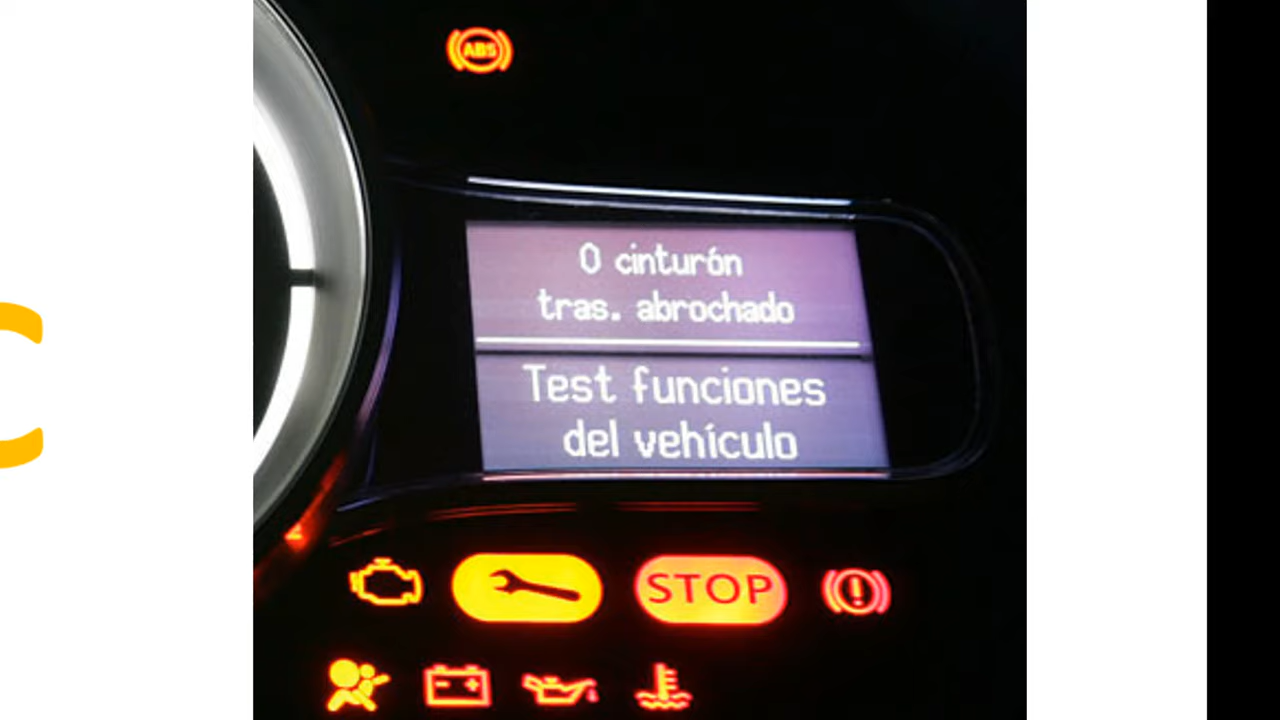 ABS
0 cinturón
tras. abrochado
Test funciones
del vehículo
STOP